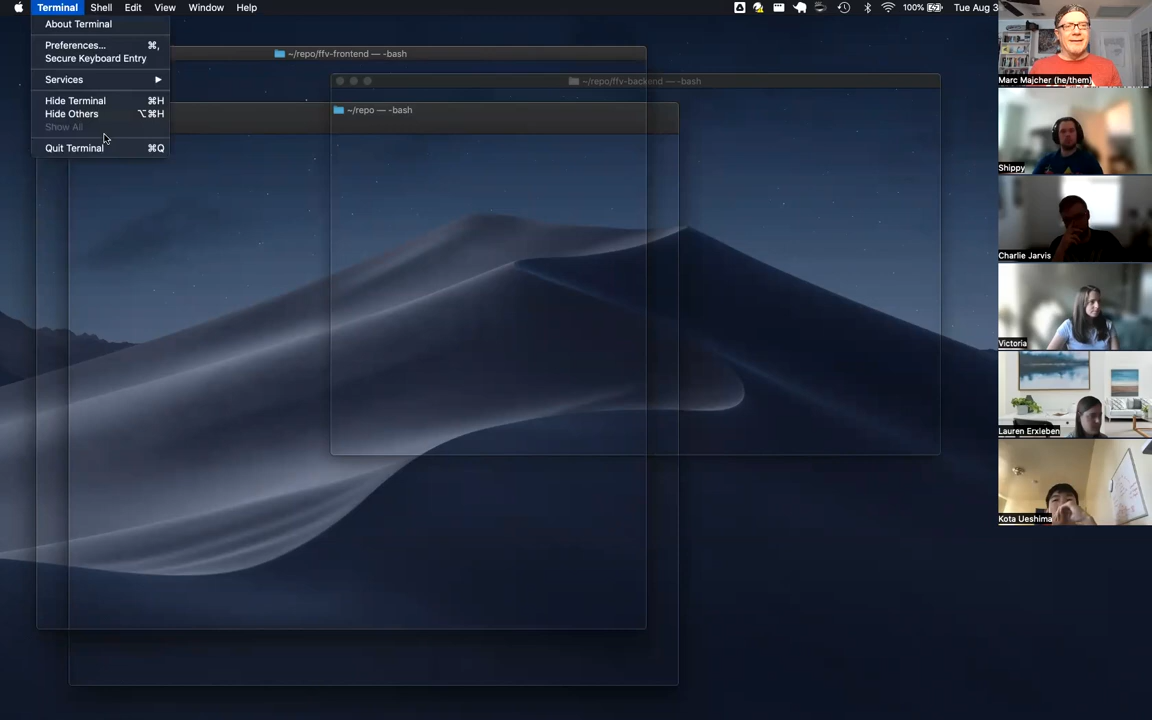 Terminal Shell Edit View Window Help 100% Tue Aug 3
About Terminal
Preferences... ⌘,
Secure Keyboard Entry
Services ▶
Hide Terminal ⌘H
Hide Others ⌥⌘H
Show All
Quit Terminal ⌘Q
~/repo/ffv-frontend — -bash
~/repo/ffv-backend — -bash
~/repo — -bash
Marc Majcher (he/them)
Shippy
Charlie Jarvis
Victoria
Lauren Erxleben
Kota Ueshima